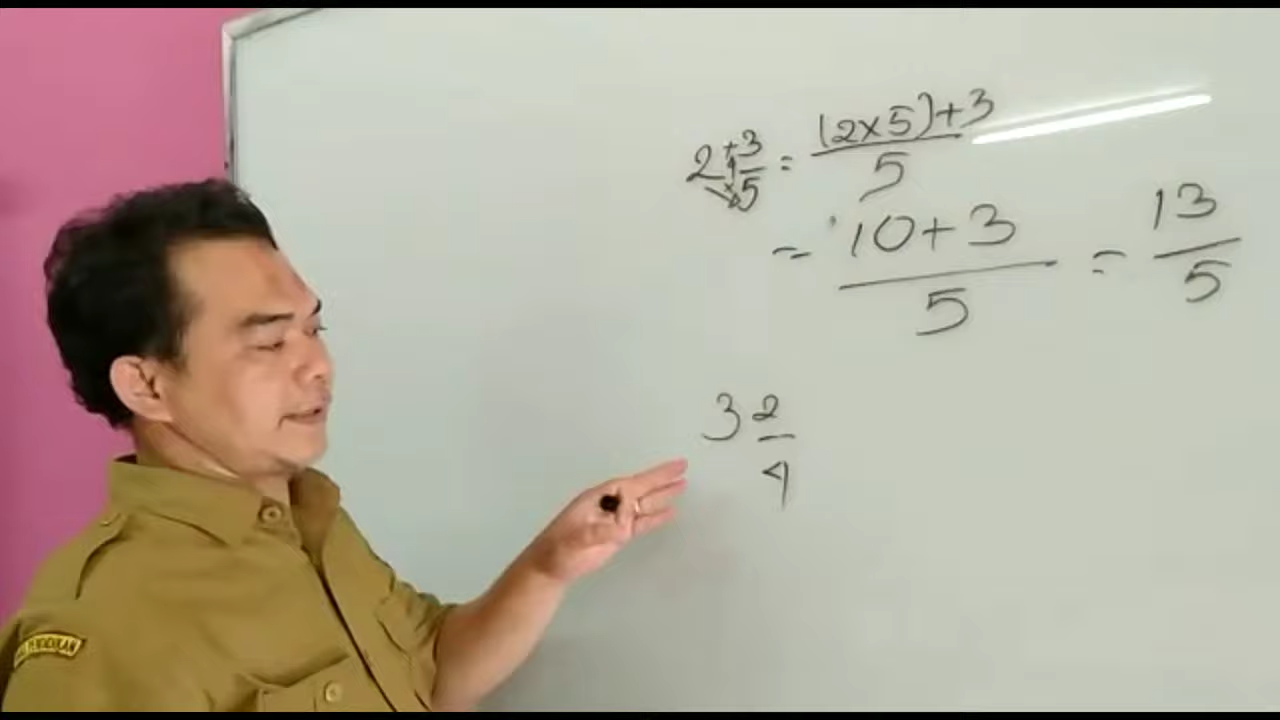 2 3/5 = (2x5)+3/5
= 10+3/5 = 13/5
3 2/4